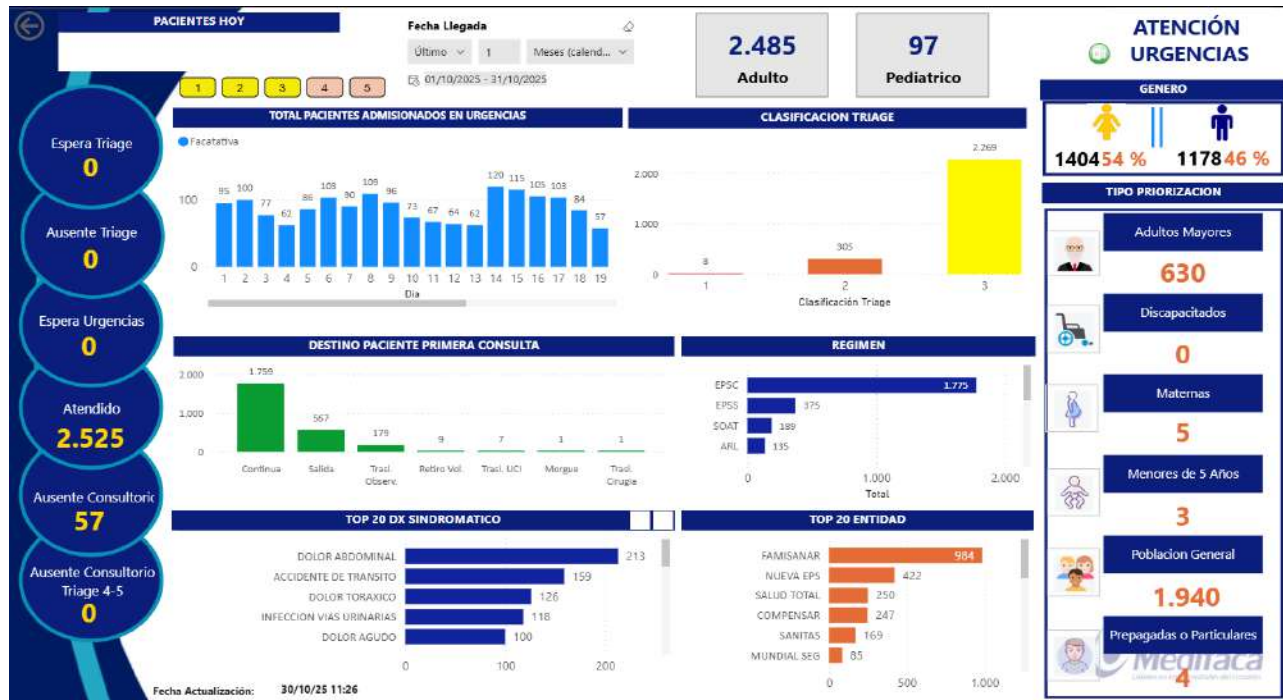 PACIENTES HOY
1 2 3 4 5
Fecha Llegada
Último 1 Meses (calend...
01/10/2025 - 31/10/2025
2.485
Adulto
97
Pediatrico
ATENCIÓN
URGENCIAS
Espera Triage
0
Ausente Triage
0
Espera Urgencias
0
Atendido
2.525
Ausente Consultoric
57
Ausente Consultorio
Triage 4-5
0
TOTAL PACIENTES ADMISIONADOS EN URGENCIAS
Facatativa
100
0
95 100 77 62 86 103 90 109 96 73 67 64 62 120 115 105 103 84 57
1 2 3 4 5 6 7 8 9 10 11 12 13 14 15 16 17 18 19
Dia
CLASIFICACION TRIAGE
2.000
1.000
0
8
305
2.269
1 2 3
Clasificación Triage
GENERO
1404 54 % 1178 46 %
TIPO PRIORIZACION
Adultos Mayores
630
Discapacitados
0
Maternas
5
Menores de 5 Años
3
Poblacion General
1.940
Prepagadas o Particulares
4
Meditaca
DESTINO PACIENTE PRIMERA CONSULTA
2.000
1.000
0
1.759
567
179
9
7
1
1
Continua Salida Trasl. Observ. Retiro Vol. Trasl. UCI Morgue Trasl. Cirugie
REGIMEN
EPSC 1.775
EPSS 375
SOAT 189
ARL 135
0 1.000 2.000
Total
TOP 20 DX SINDROMATICO
DOLOR ABDOMINAL 213
ACCIDENTE DE TRANSITO 159
DOLOR TORAXICO 126
INFECCION VIAS URINARIAS 118
DOLOR AGUDO 100
0 100 200
TOP 20 ENTIDAD
FAMISANAR 984
NUEVA EPS 422
SALUD TOTAL 250
COMPENSAR 247
SANITAS 169
MUNDIAL SEG 85
0 500 1.000
Fecha Actualización: 30/10/25 11:26